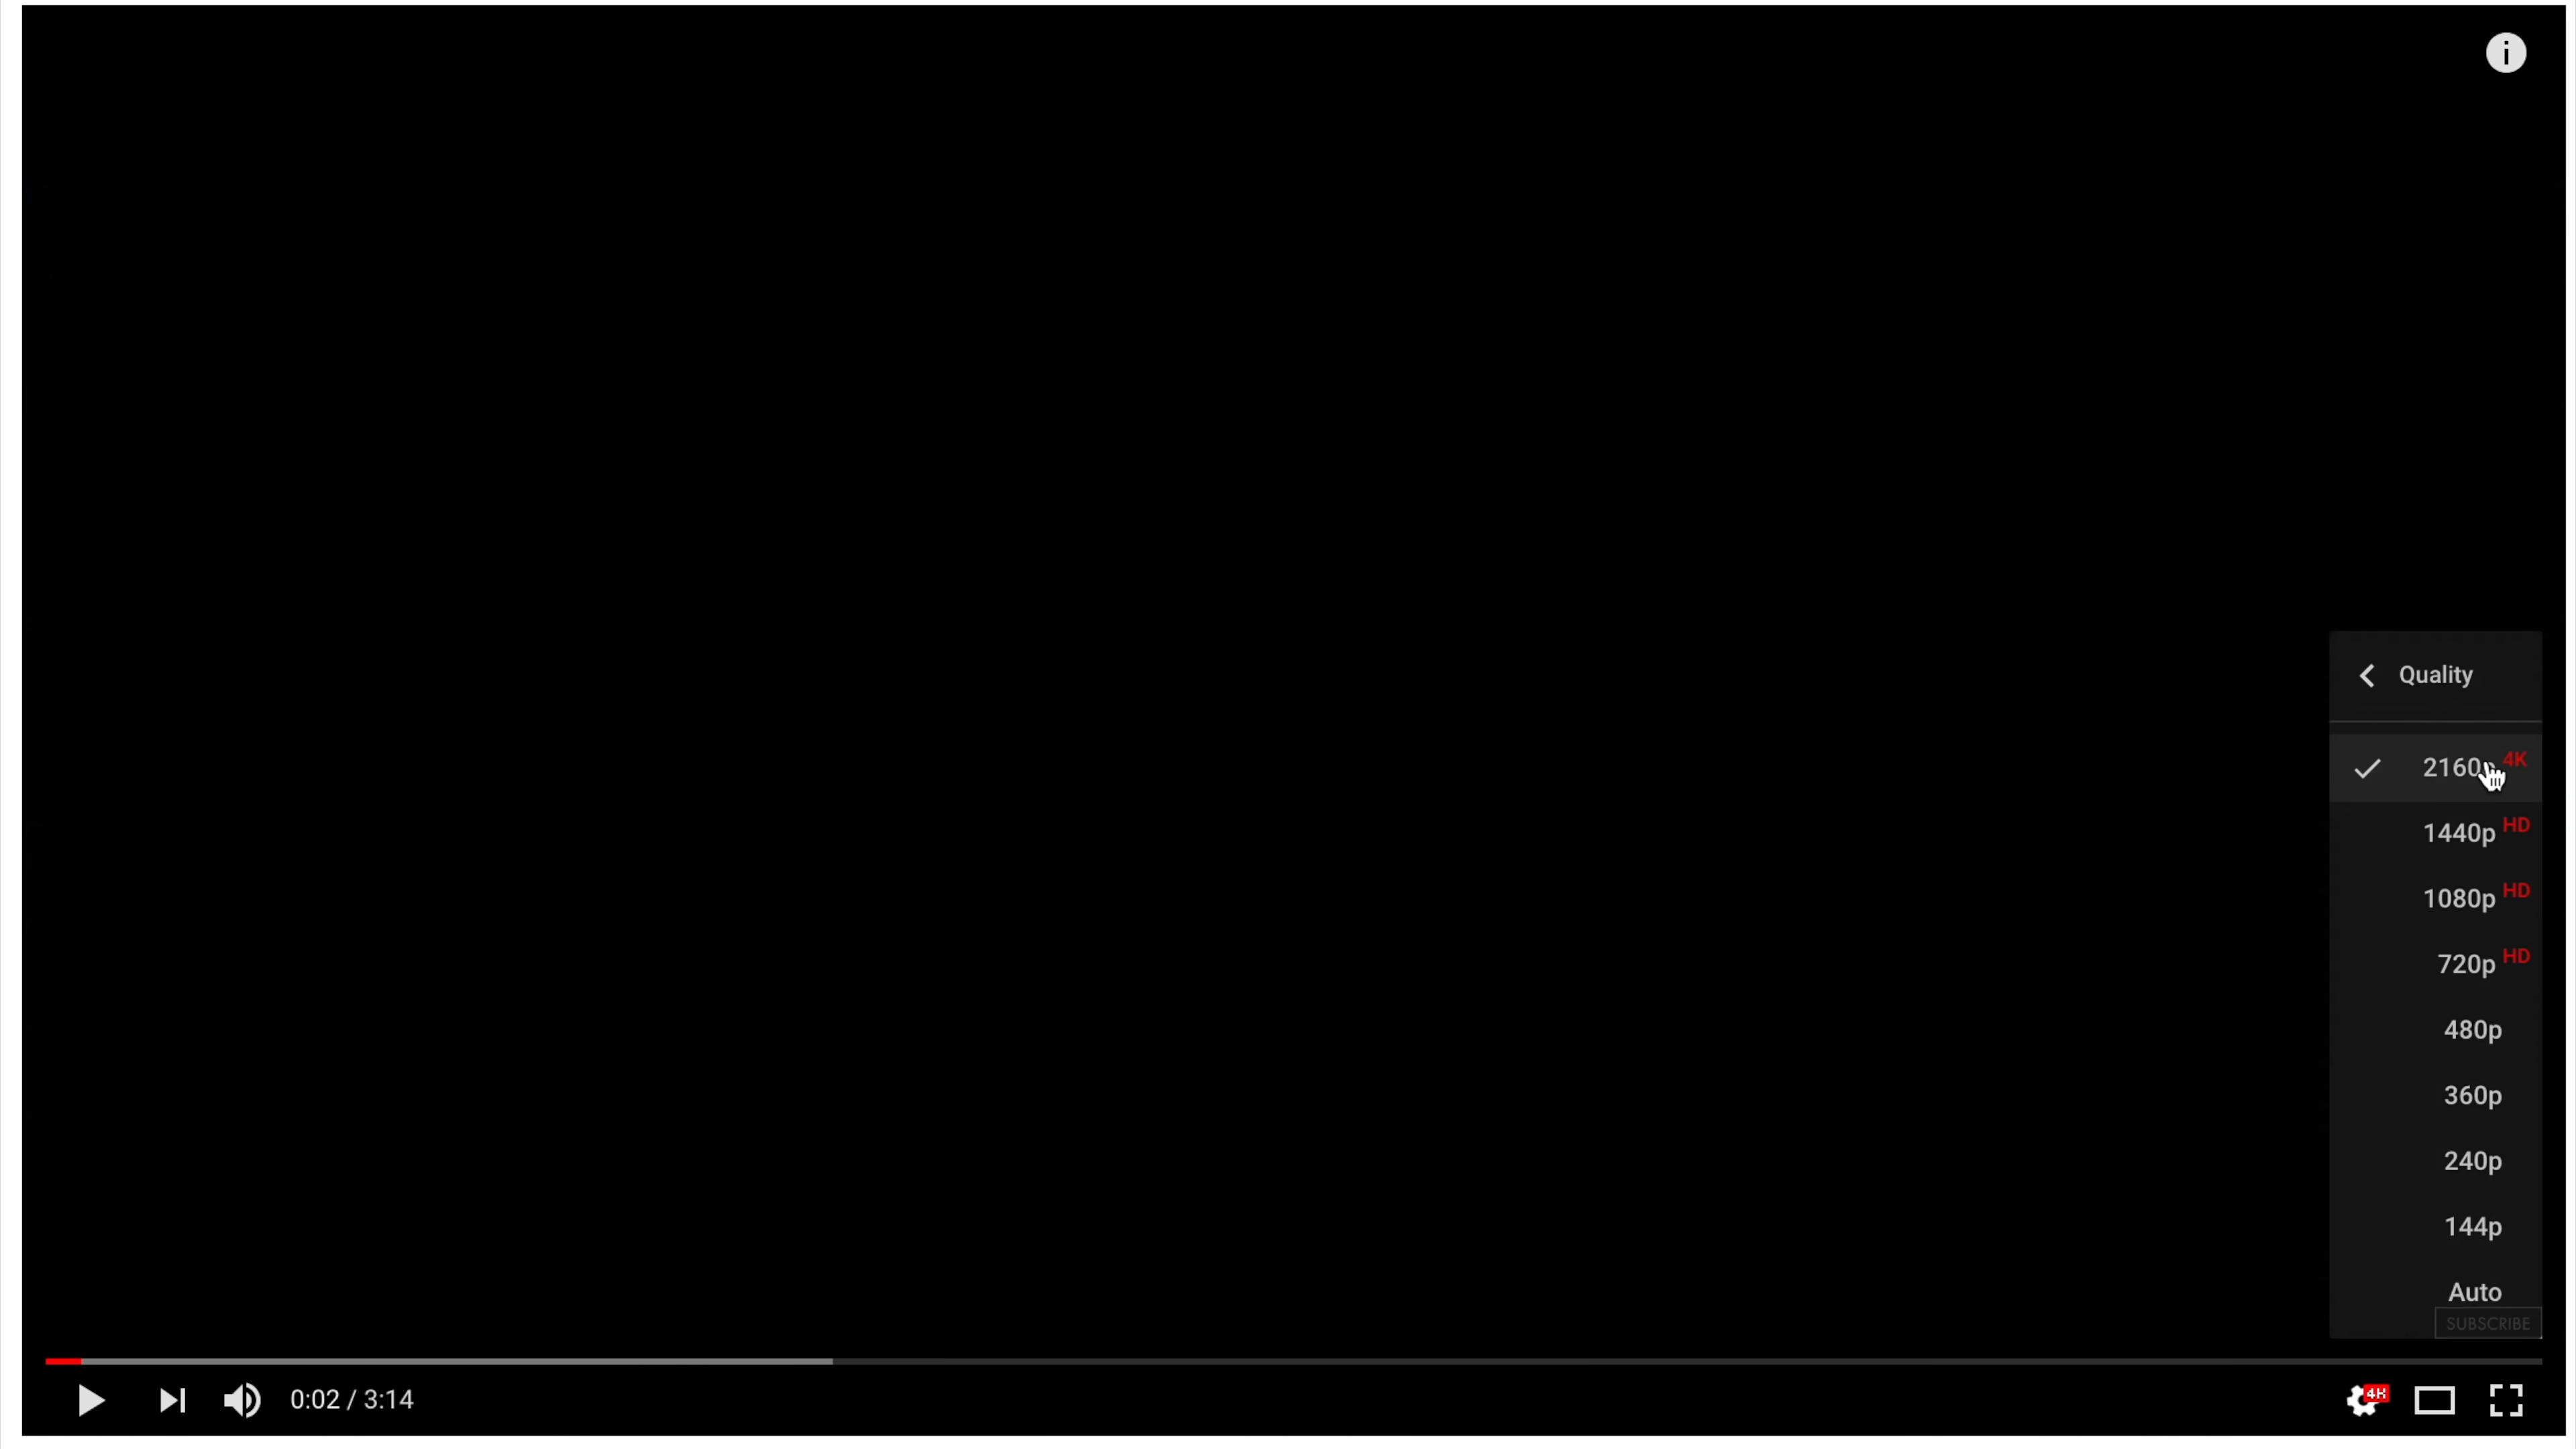 Quality
2160p 4K
1440p HD
1080p HD
720p HD
480p
360p
240p
144p
Auto
SUBSCRIBE
0:02 / 3:14
4K